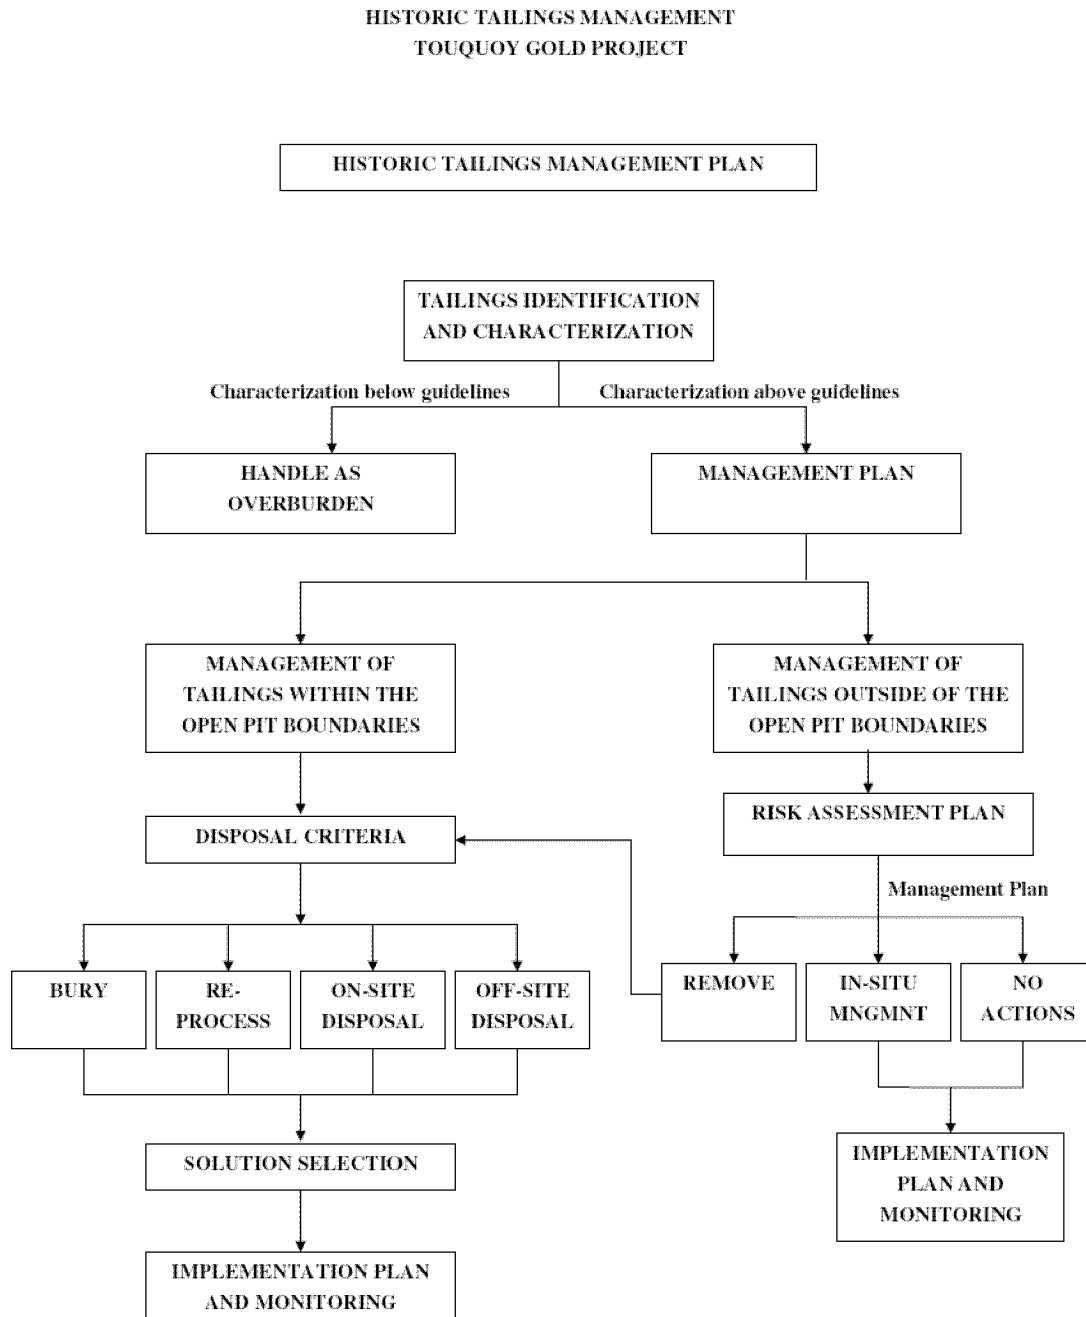 HISTORIC TAILINGS MANAGEMENT
TOUQUOY GOLD PROJECT
HISTORIC TAILINGS MANAGEMENT PLAN
TAILINGS IDENTIFICATION
AND CHARACTERIZATION
Characterization below guidelines
Characterization above guidelines
HANDLE AS
OVERBURDEN
MANAGEMENT PLAN
MANAGEMENT OF
TAILINGS WITHIN THE
OPEN PIT BOUNDARIES
MANAGEMENT OF
TAILINGS OUTSIDE OF THE
OPEN PIT BOUNDARIES
DISPOSAL CRITERIA
RISK ASSESSMENT PLAN
Management Plan
BURY
RE-
PROCESS
ON-SITE
DISPOSAL
OFF-SITE
DISPOSAL
REMOVE
IN-SITU
MNGMNT
NO
ACTIONS
SOLUTION SELECTION
IMPLEMENTATION
PLAN AND
MONITORING
IMPLEMENTATION PLAN
AND MONITORING